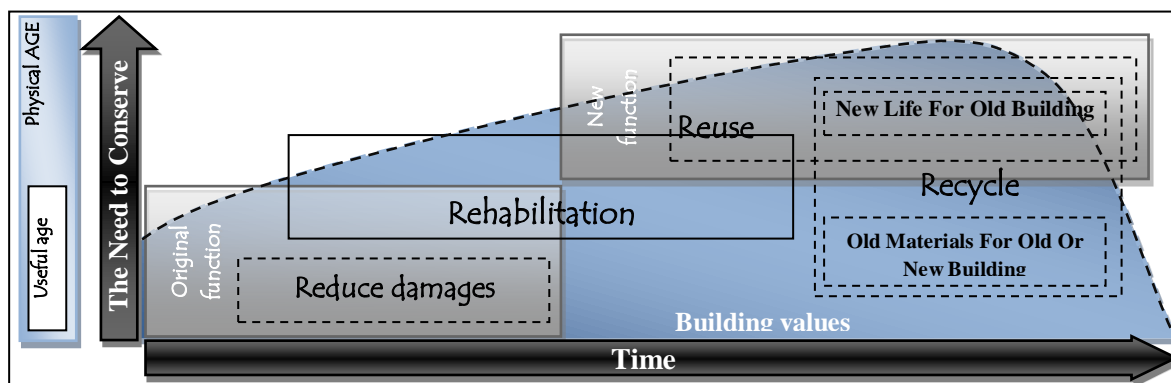 Physical AGE
Useful age
The Need to Conserve
Original
function
Reduce damages
Rehabilitation
New
function
Reuse
New Life For Old Building
Recycle
Old Materials For Old Or
New Building
Building values
Time